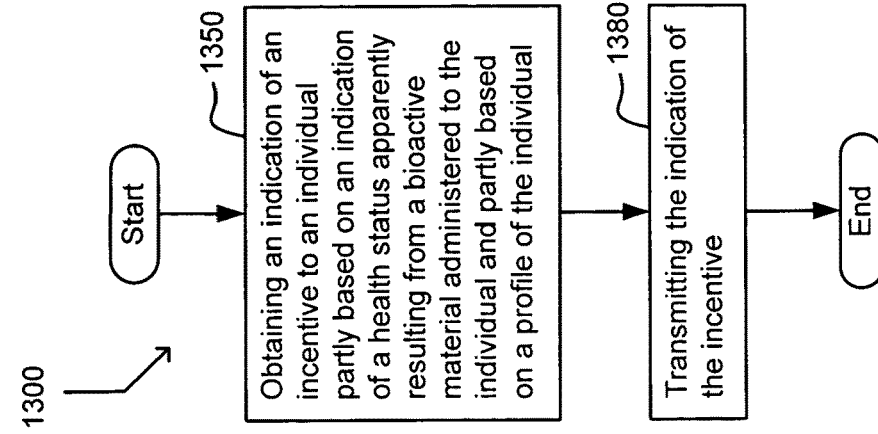 1300
Start
1350
Obtaining an indication of an
incentive to an individual
partly based on an indication
of a health status apparently
resulting from a bioactive
material administered to the
individual and partly based
on a profile of the individual
1380
Transmitting the indication of
the incentive
End